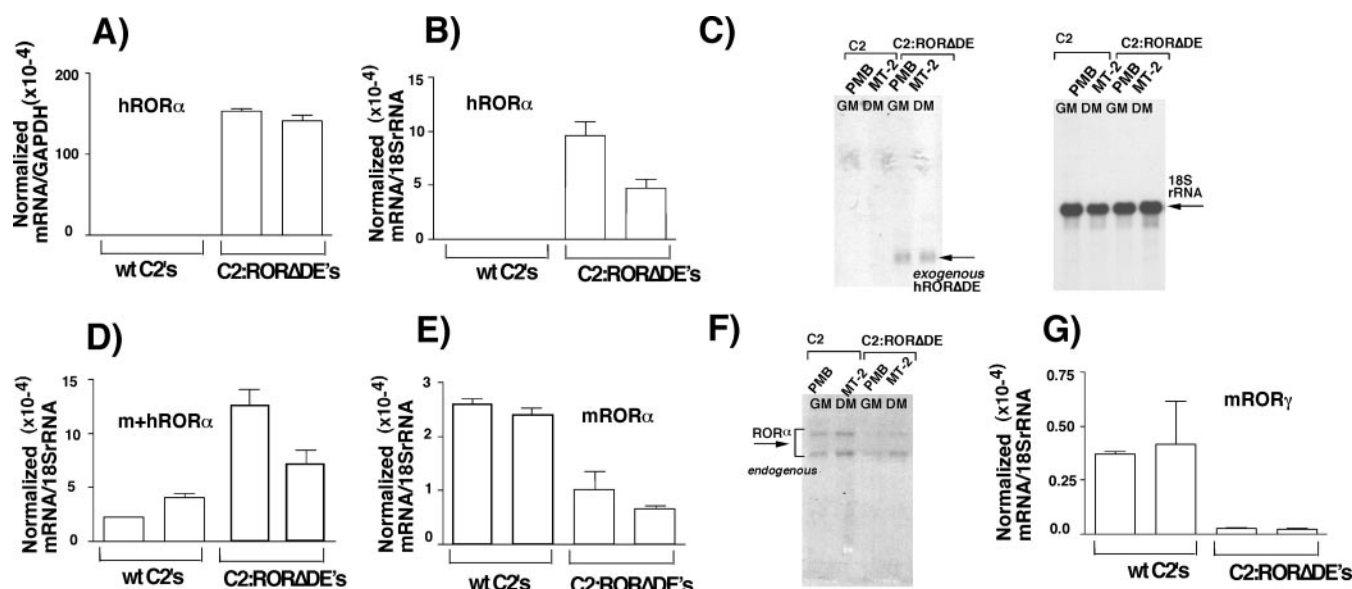 A)
Normalized mRNA/GAPDH (x10-4)
200
100
0
hRORα
wt C2's
C2:RORΔDE's
B)
Normalized (x10-4)
mRNA/18SrRNA
15
10
5
0
hRORα
wt C2's
C2:RORΔDE's
C)
C2
C2:RORΔDE
PMB
MT-2
PMB
MT-2
GM DM GM DM
exogenous
hRORΔDE
C2
C2:RORΔDE
PMB
MT-2
PMB
MT-2
GM DM GM DM
18S
rRNA
D)
Normalized (x10-4)
mRNA/18SrRNA
15
10
5
0
m+hRORα
wt C2's
C2:RORΔDE's
E)
Normalized (x10-4)
mRNA/18SrRNA
3
2
1
0
mRORα
wt C2's
C2:RORΔDE's
F)
C2
C2:RORΔDE
PMB
MT-2
PMB
MT-2
GM DM GM DM
RORα
endogenous
G)
Normalized (x10-4)
mRNA/18SrRNA
0.75
0.50
0.25
0.0
mRORγ
wt C2's
C2:RORΔDE's